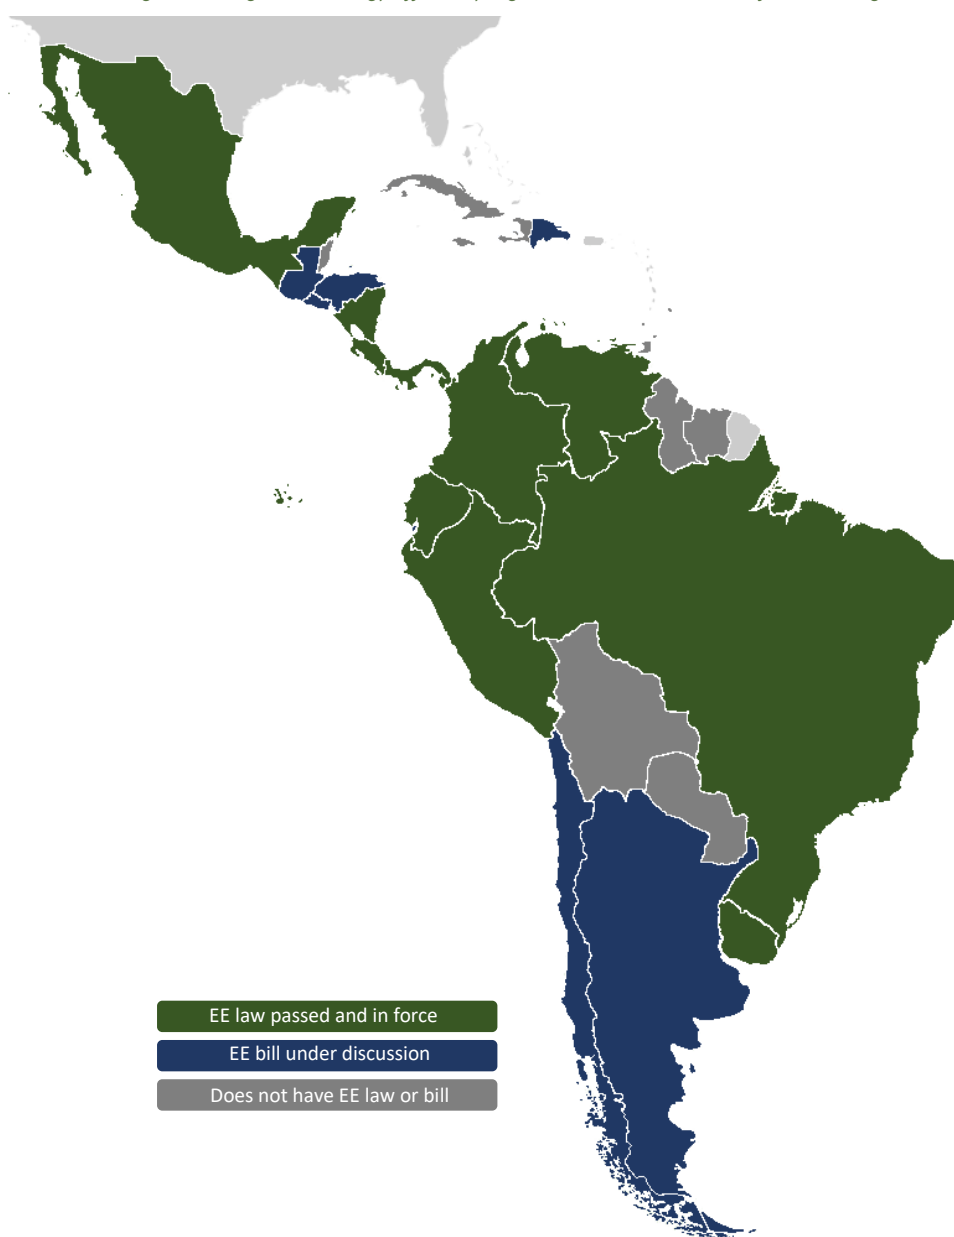 EE law passed and in force
EE bill under discussion
Does not have EE law or bill